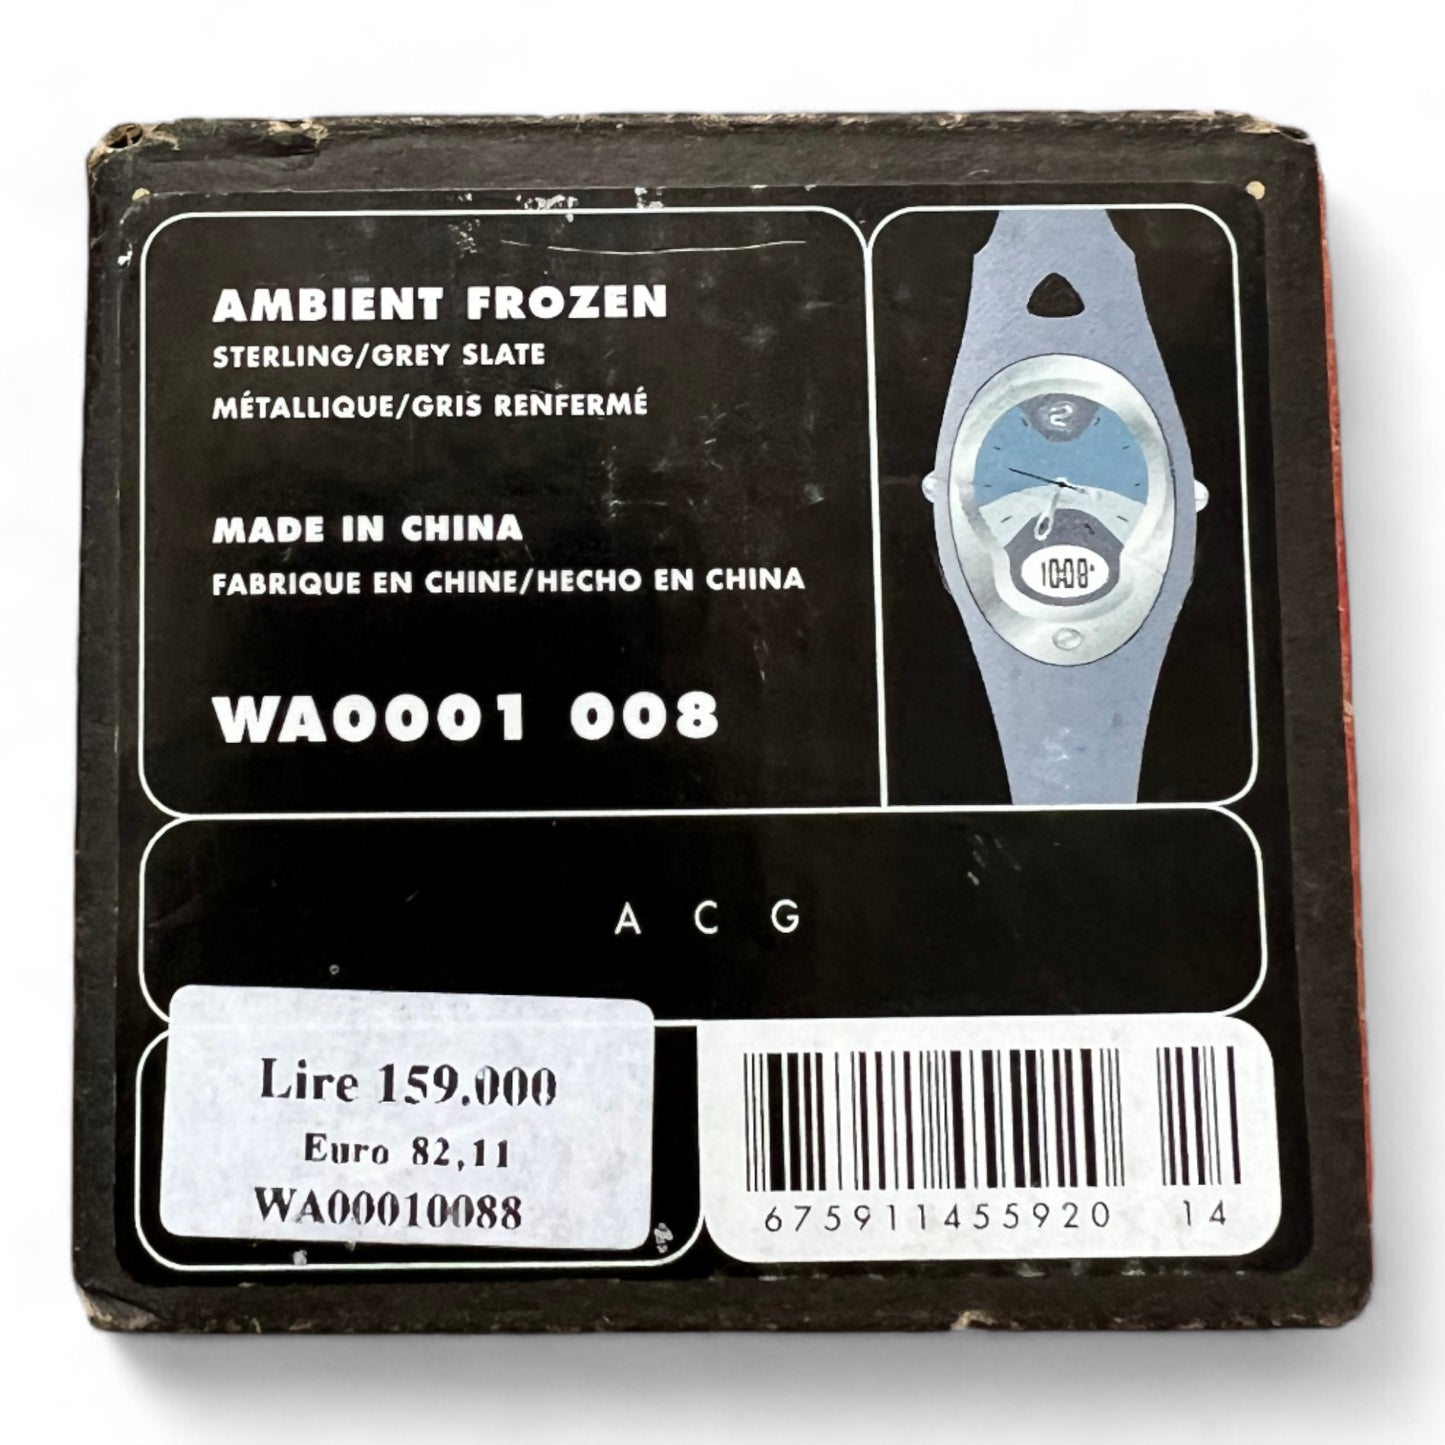 AMBIENT FROZEN
STERLING/GREY SLATE
MÉTALLIQUE/GRIS RENFERMÉ
MADE IN CHINA
FABRIQUE EN CHINE/HECHO EN CHINA
WA0001 008
2
10:08
A C G
Lire 159.000
Euro 82,11
WA00010088
675911455920 14